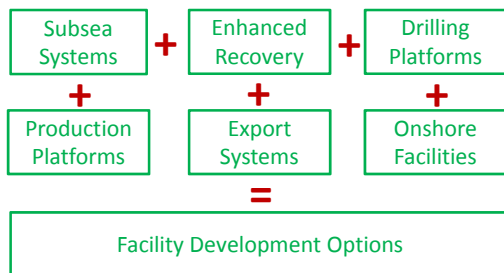 Subsea
Systems
+
Enhanced
Recovery
+
Drilling
Platforms
+
+
+
Production
Platforms
Export
Systems
Onshore
Facilities
=
Facility Development Options